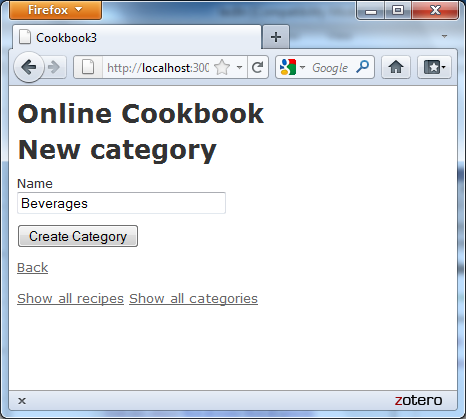 Firefox
Cookbook3
http://localhost:300
Google
Online Cookbook
New category
Name
Beverages
Create Category
Back
Show all recipes Show all categories
x
zotero